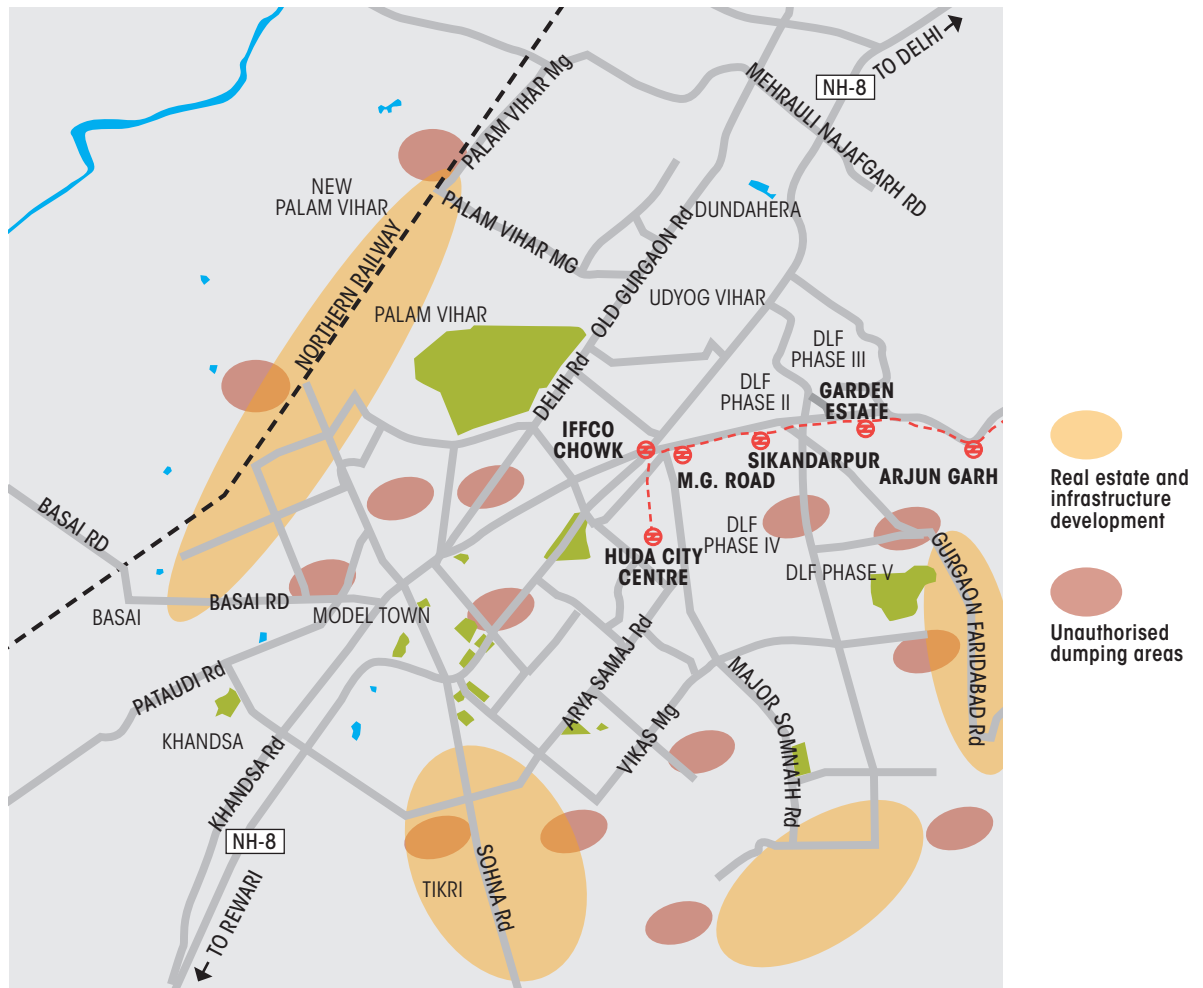 PALAM VIHAR Mg
TO DELHI
NH-8
MEHRAULI NAJAFGARH RD
NEW
PALAM VIHAR
PALAM VIHAR MG
DUNDAHERA
NORTHERN RAILWAY
OLD GURGAON Rd
UDYOG VIHAR
PALAM VIHAR
DLF
PHASE III
DELHI Rd
DLF
PHASE II
GARDEN
ESTATE
IFFCO
CHOWK
M.G. ROAD
SIKANDARPUR
ARJUN GARH
Real estate and
infrastructure
development
BASAI RD
DLF
PHASE IV
HUDA CITY
CENTRE
DLF PHASE V
GURGAON FARIDABAD Rd
BASAI
BASAI RD
MODEL TOWN
Unauthorised
dumping areas
PATAUDI Rd
ARYA SAMAJ Rd
MAJOR SOMNATH Rd
KHANDSA
VIKAS Mg
KHANDSA Rd
NH-8
TIKRI
SOHNA Rd
TO REWARI